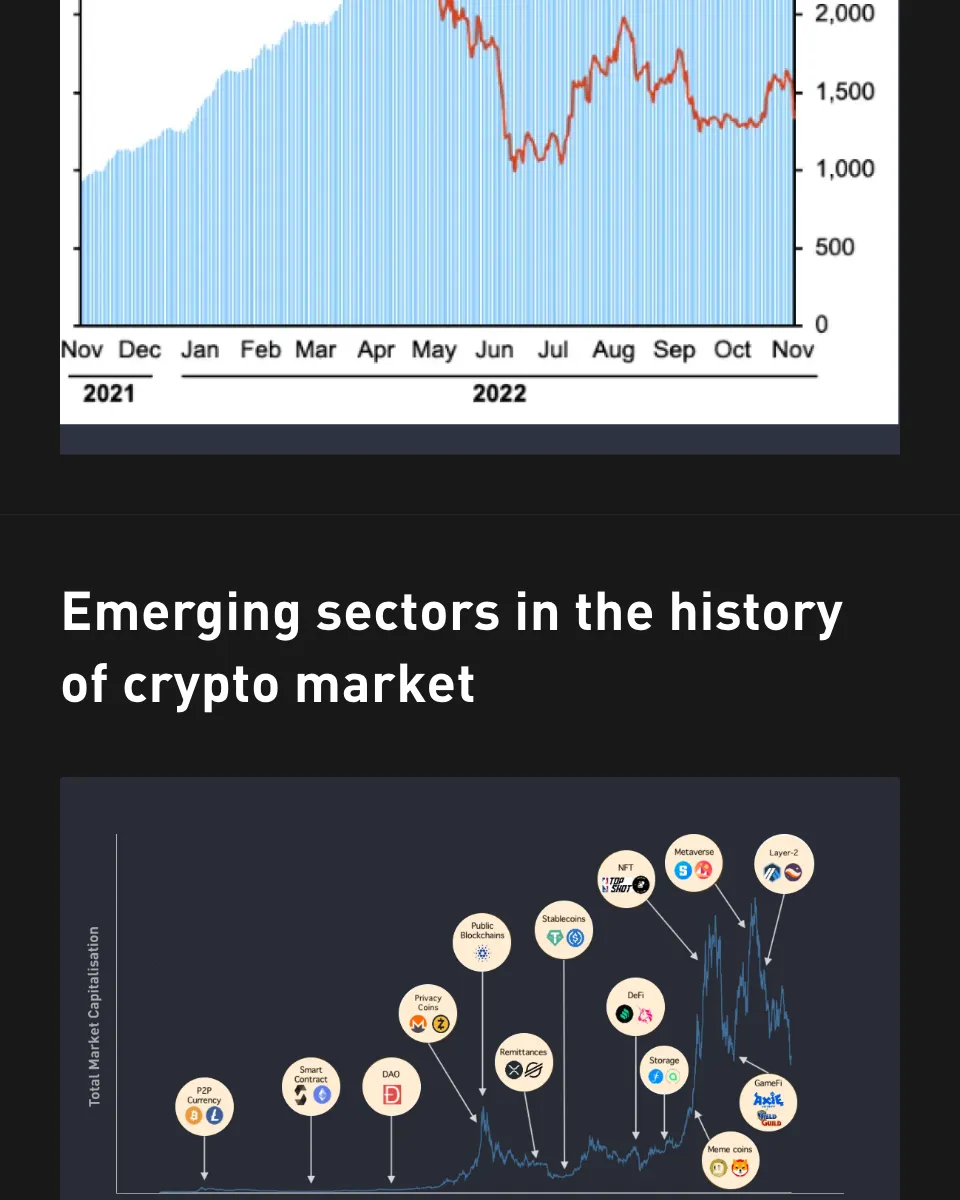 2,000
1,500
1,000
500
0
Nov Dec Jan Feb Mar Apr May Jun Jul Aug Sep Oct Nov
2021 2022
Emerging sectors in the history
of crypto market
Total Market Capitalisation
P2P
Currency
Smart
Contract
DAO
Privacy
Coins
Public
Blockchains
Remittances
Stablecoins
NFT
TOP
SHOT
Metaverse
Layer-2
DeFi
Storage
GameFi
AXIE
YIELD
GUILD
Meme coins